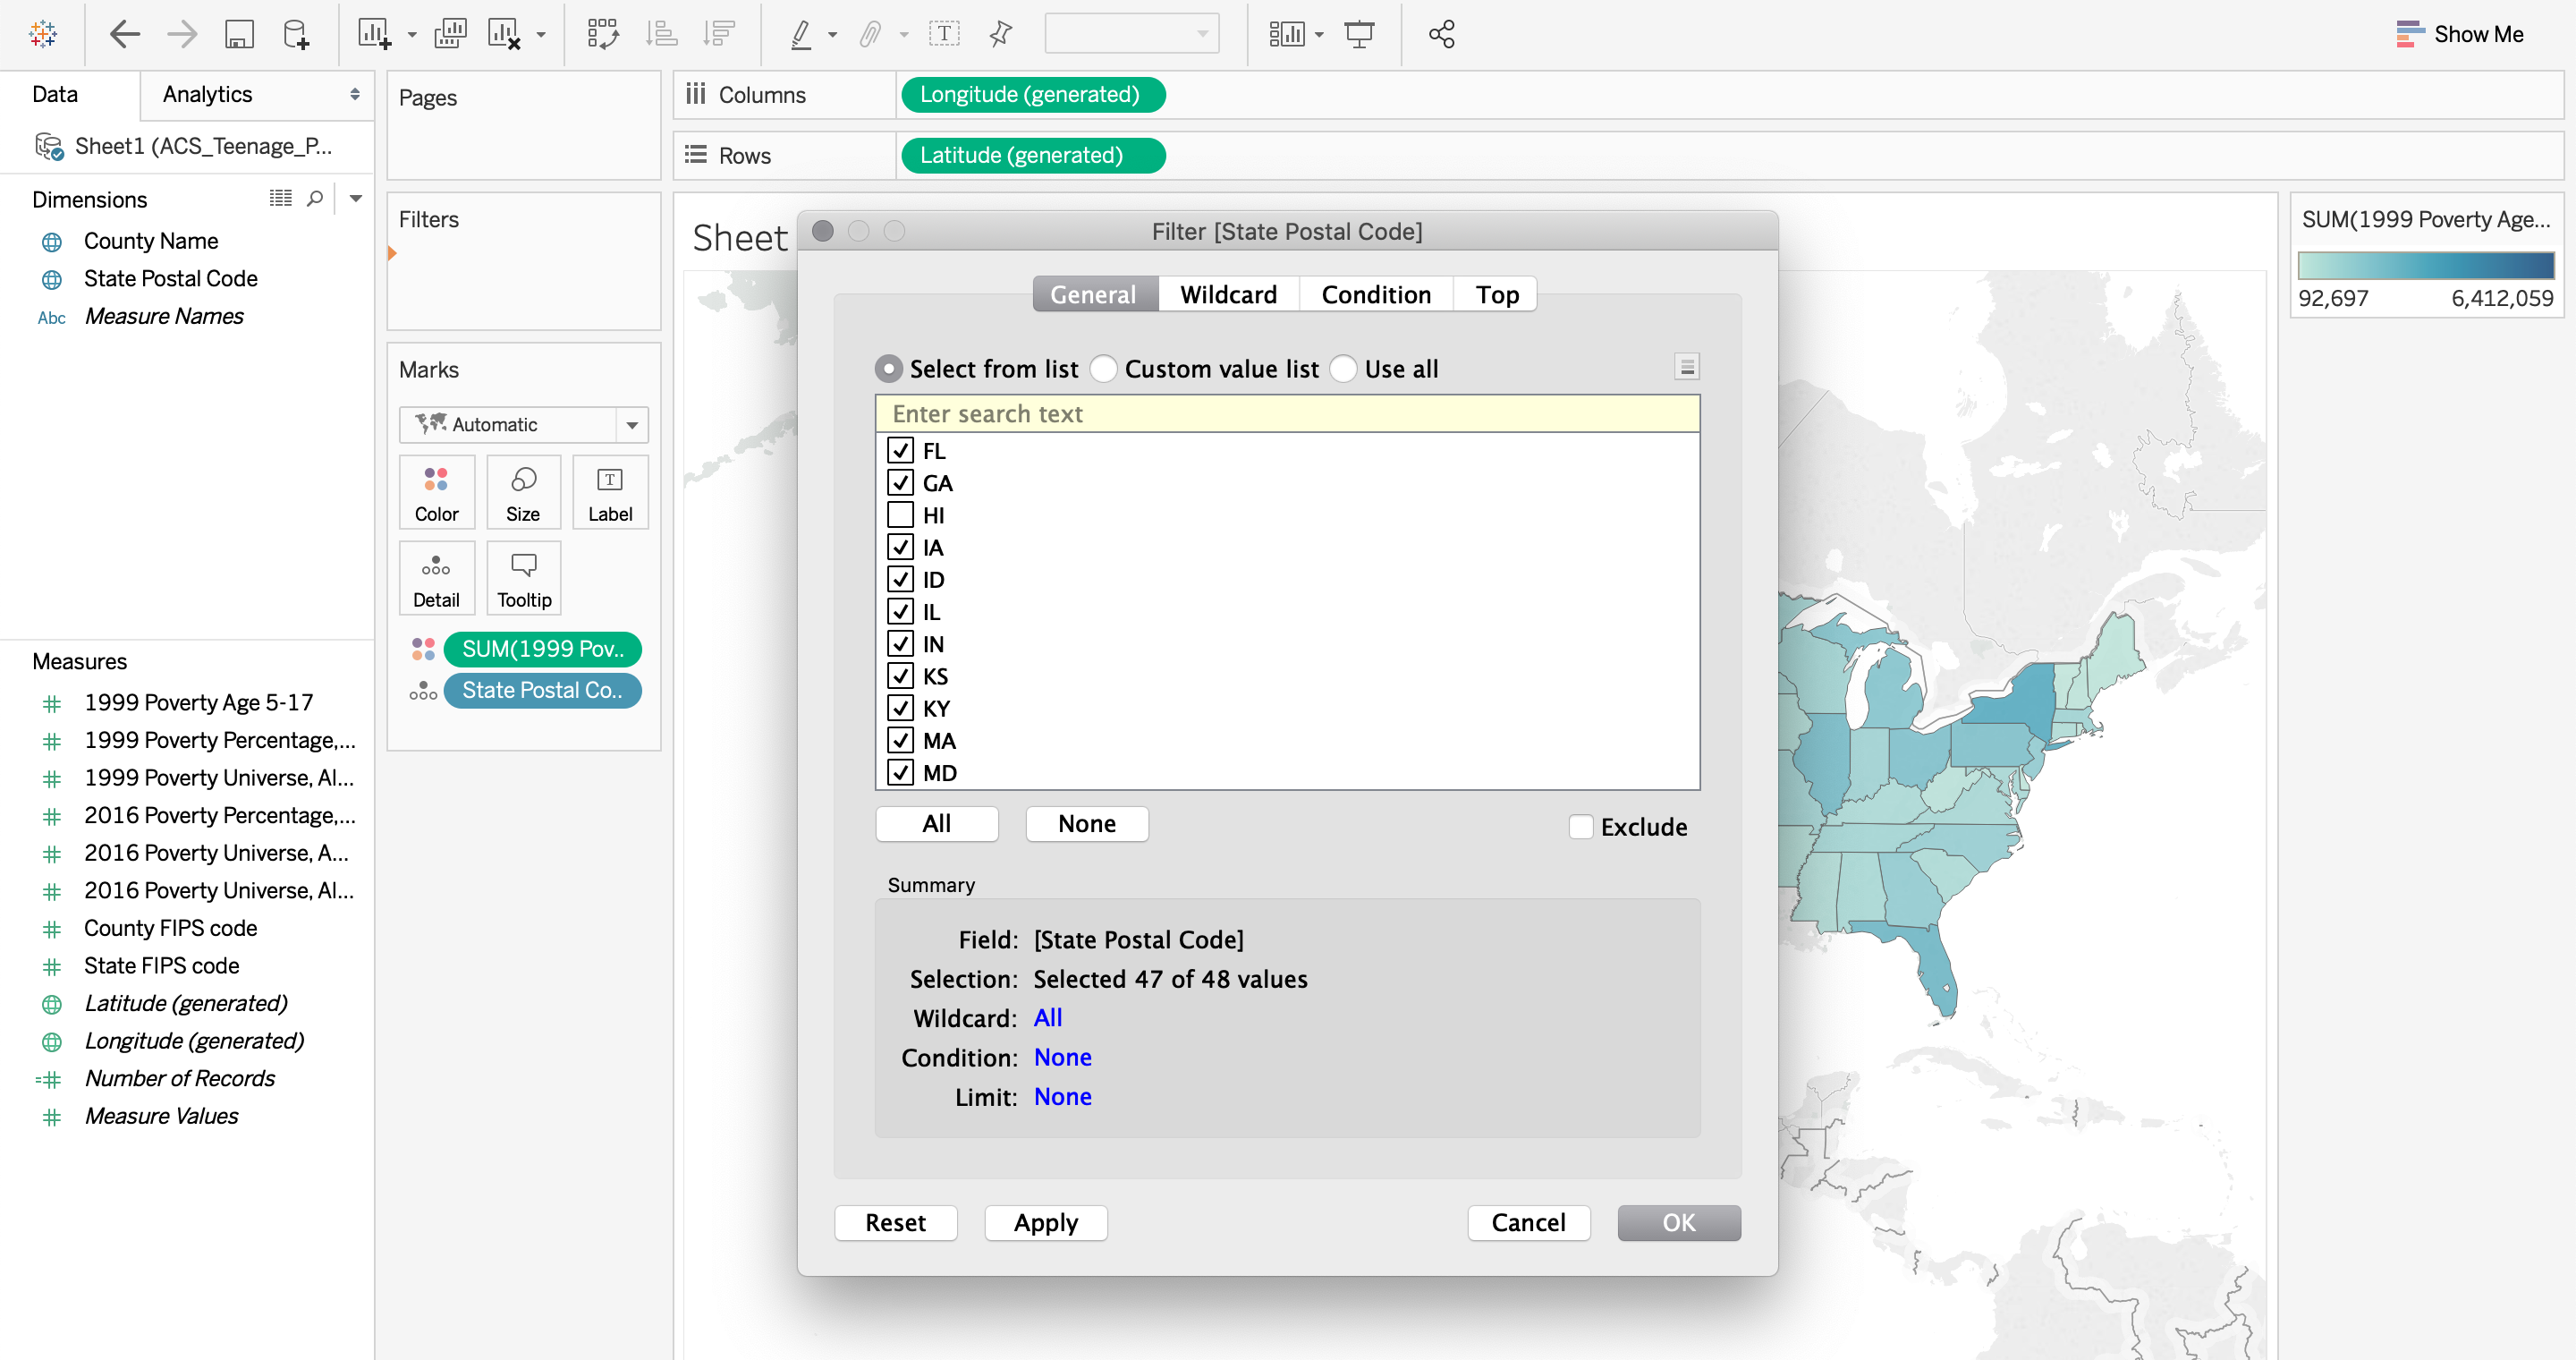 Show Me
Data
Analytics
Sheet1 (ACS_Teenage_P...
Dimensions
County Name
State Postal Code
Abc Measure Names
Measures
1999 Poverty Age 5-17
1999 Poverty Percentage,...
1999 Poverty Universe, Al...
2016 Poverty Percentage,...
2016 Poverty Universe, A...
2016 Poverty Universe, Al...
County FIPS code
State FIPS code
Latitude (generated)
Longitude (generated)
Number of Records
Measure Values
Pages
Filters
Marks
Automatic
Color
Size
T
Label
Detail
Tooltip
SUM(1999 Pov..
State Postal Co..
Columns
Longitude (generated)
Rows
Latitude (generated)
Sheet
Filter [State Postal Code]
General
Wildcard
Condition
Top
Select from list
Custom value list
Use all
Enter search text
FL
GA
HI
IA
ID
IL
IN
KS
KY
MA
MD
All
None
Exclude
Summary
Field: [State Postal Code]
Selection: Selected 47 of 48 values
Wildcard: All
Condition: None
Limit: None
Reset
Apply
Cancel
OK
SUM(1999 Poverty Age...
92,697
6,412,059